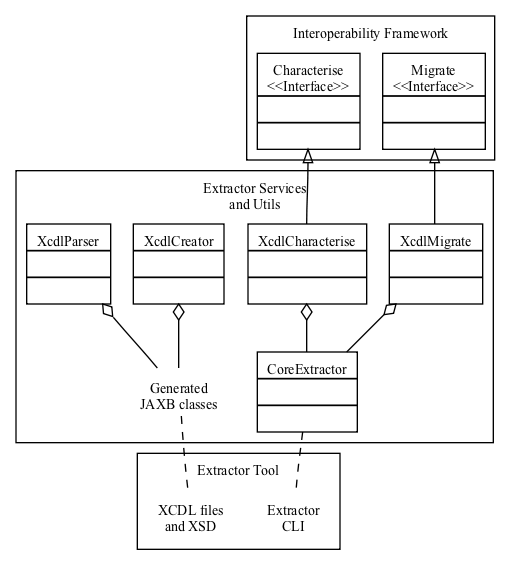 Interoperability Framework
Characterise
<<Interface>>
Migrate
<<Interface>>
Extractor Services
and Utils
XcdlParser
XcdlCreator
XcdlCharacterise
XcdlMigrate
CoreExtractor
Generated
JAXB classes
Extractor Tool
XCDL files
and XSD
Extractor
CLI